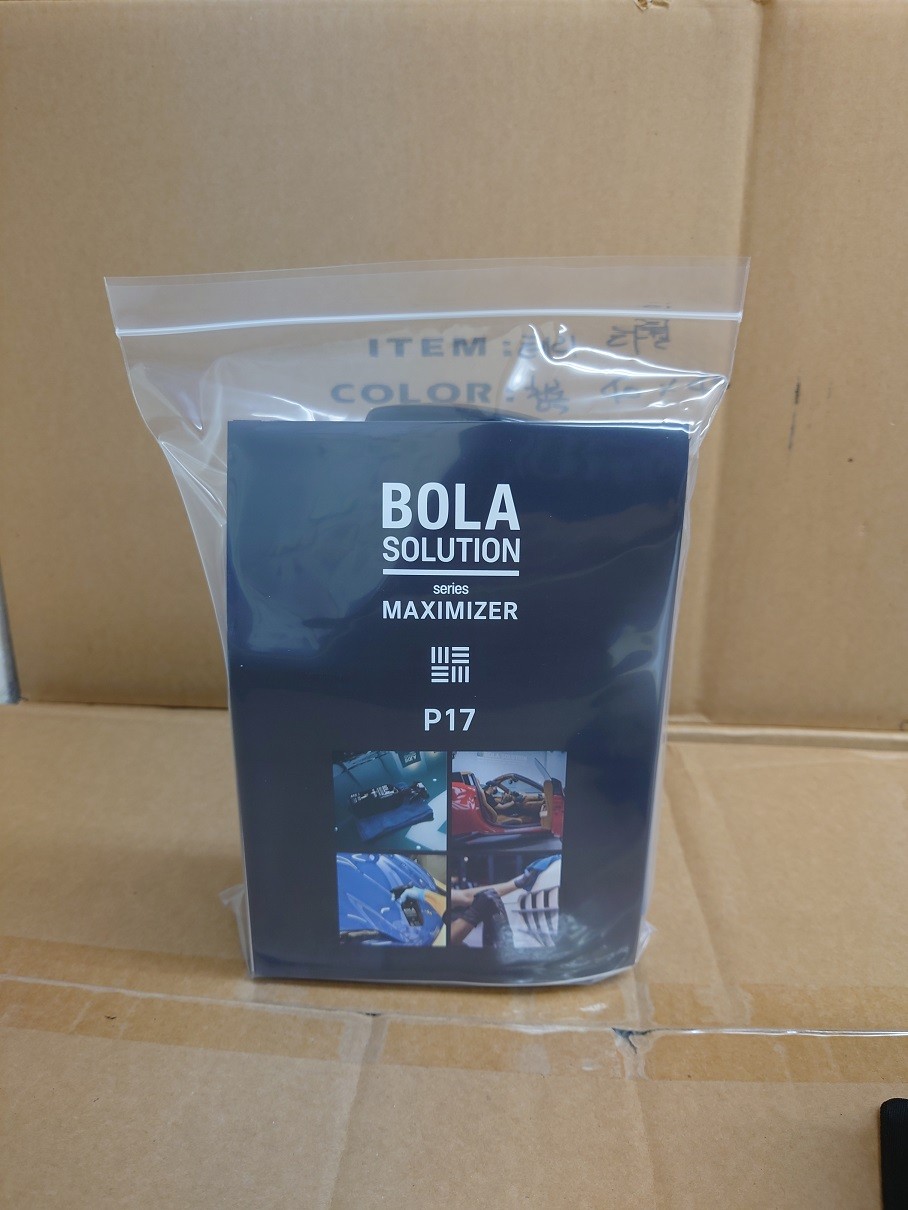 ITEM :
COLOR :
BOLA
SOLUTION
series
MAXIMIZER
P17